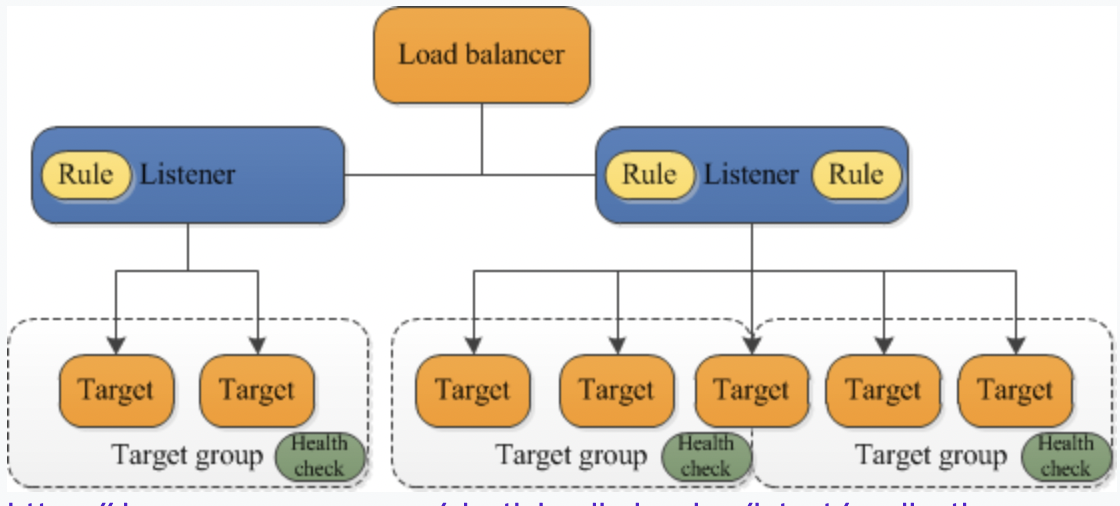 Load balancer
Rule Listener
Rule Listener Rule
Target Target
Target Target Target Target Target
Target group Health check
Target group Health check
Target group Health check